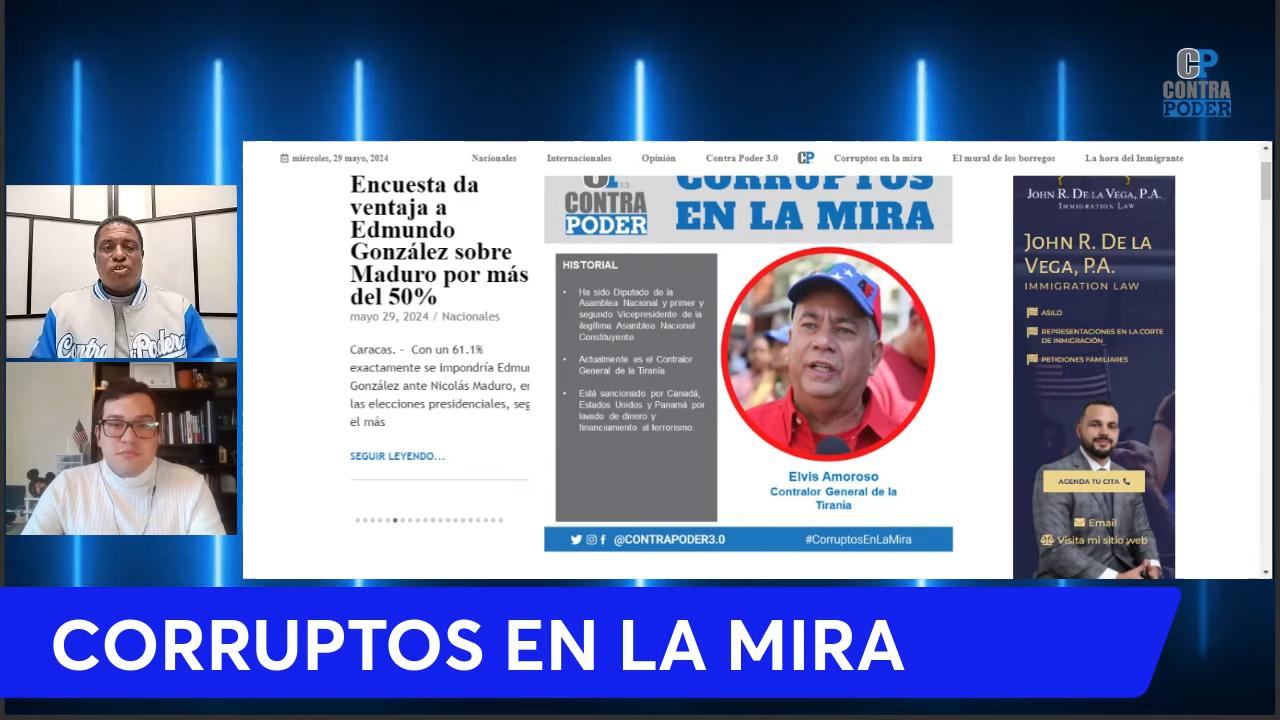 CP
CONTRA
PODER
miércoles, 29 mayo, 2024
Nacionales
Internacionales
Opinión
Contra Poder 3.0
CP
Corruptos en la mira
El mural de los borregos
La hora del Inmigrante
Encuesta da
ventaja a
Edmundo
González sobre
Maduro por más
del 50%
mayo 29, 2024 / Nacionales
Caracas. - Con un 61.1%
exactamente se impondría Edmu
González ante Nicolás Maduro, en
las elecciones presidenciales, seg
el más
SEGUIR LEYENDO...
3.0
CONTRA
PODER
CORRUPTOS
EN LA MIRA
HISTORIAL
• Ha sido Diputado de la
Asamblea Nacional y primer y
segundo Vicepresidente de la
ilegítima Asamblea Nacional
Constituyente.
• Actualmente es el Contralor
General de la Tiranía.
• Está sancionado por Canadá,
Estados Unidos y Panamá por
lavado de dinero y
financiamiento al terrorismo.
Elvis Amoroso
Contralor General de la
Tirania
@CONTRAPODER3.0
#CorruptosEnLaMira
JOHN R. DE LA VEGA, P.A.
IMMIGRATION LAW
JOHN R. DE LA
VEGA, P.A.
IMMIGRATION LAW
ASILO
REPRESENTACIONES EN LA CORTE
DE INMIGRACIÓN
PETICIONES FAMILIARES
AGENDA TU CITA
Email
Visita mi sitio web
Contra Poder
CORRUPTOS EN LA MIRA